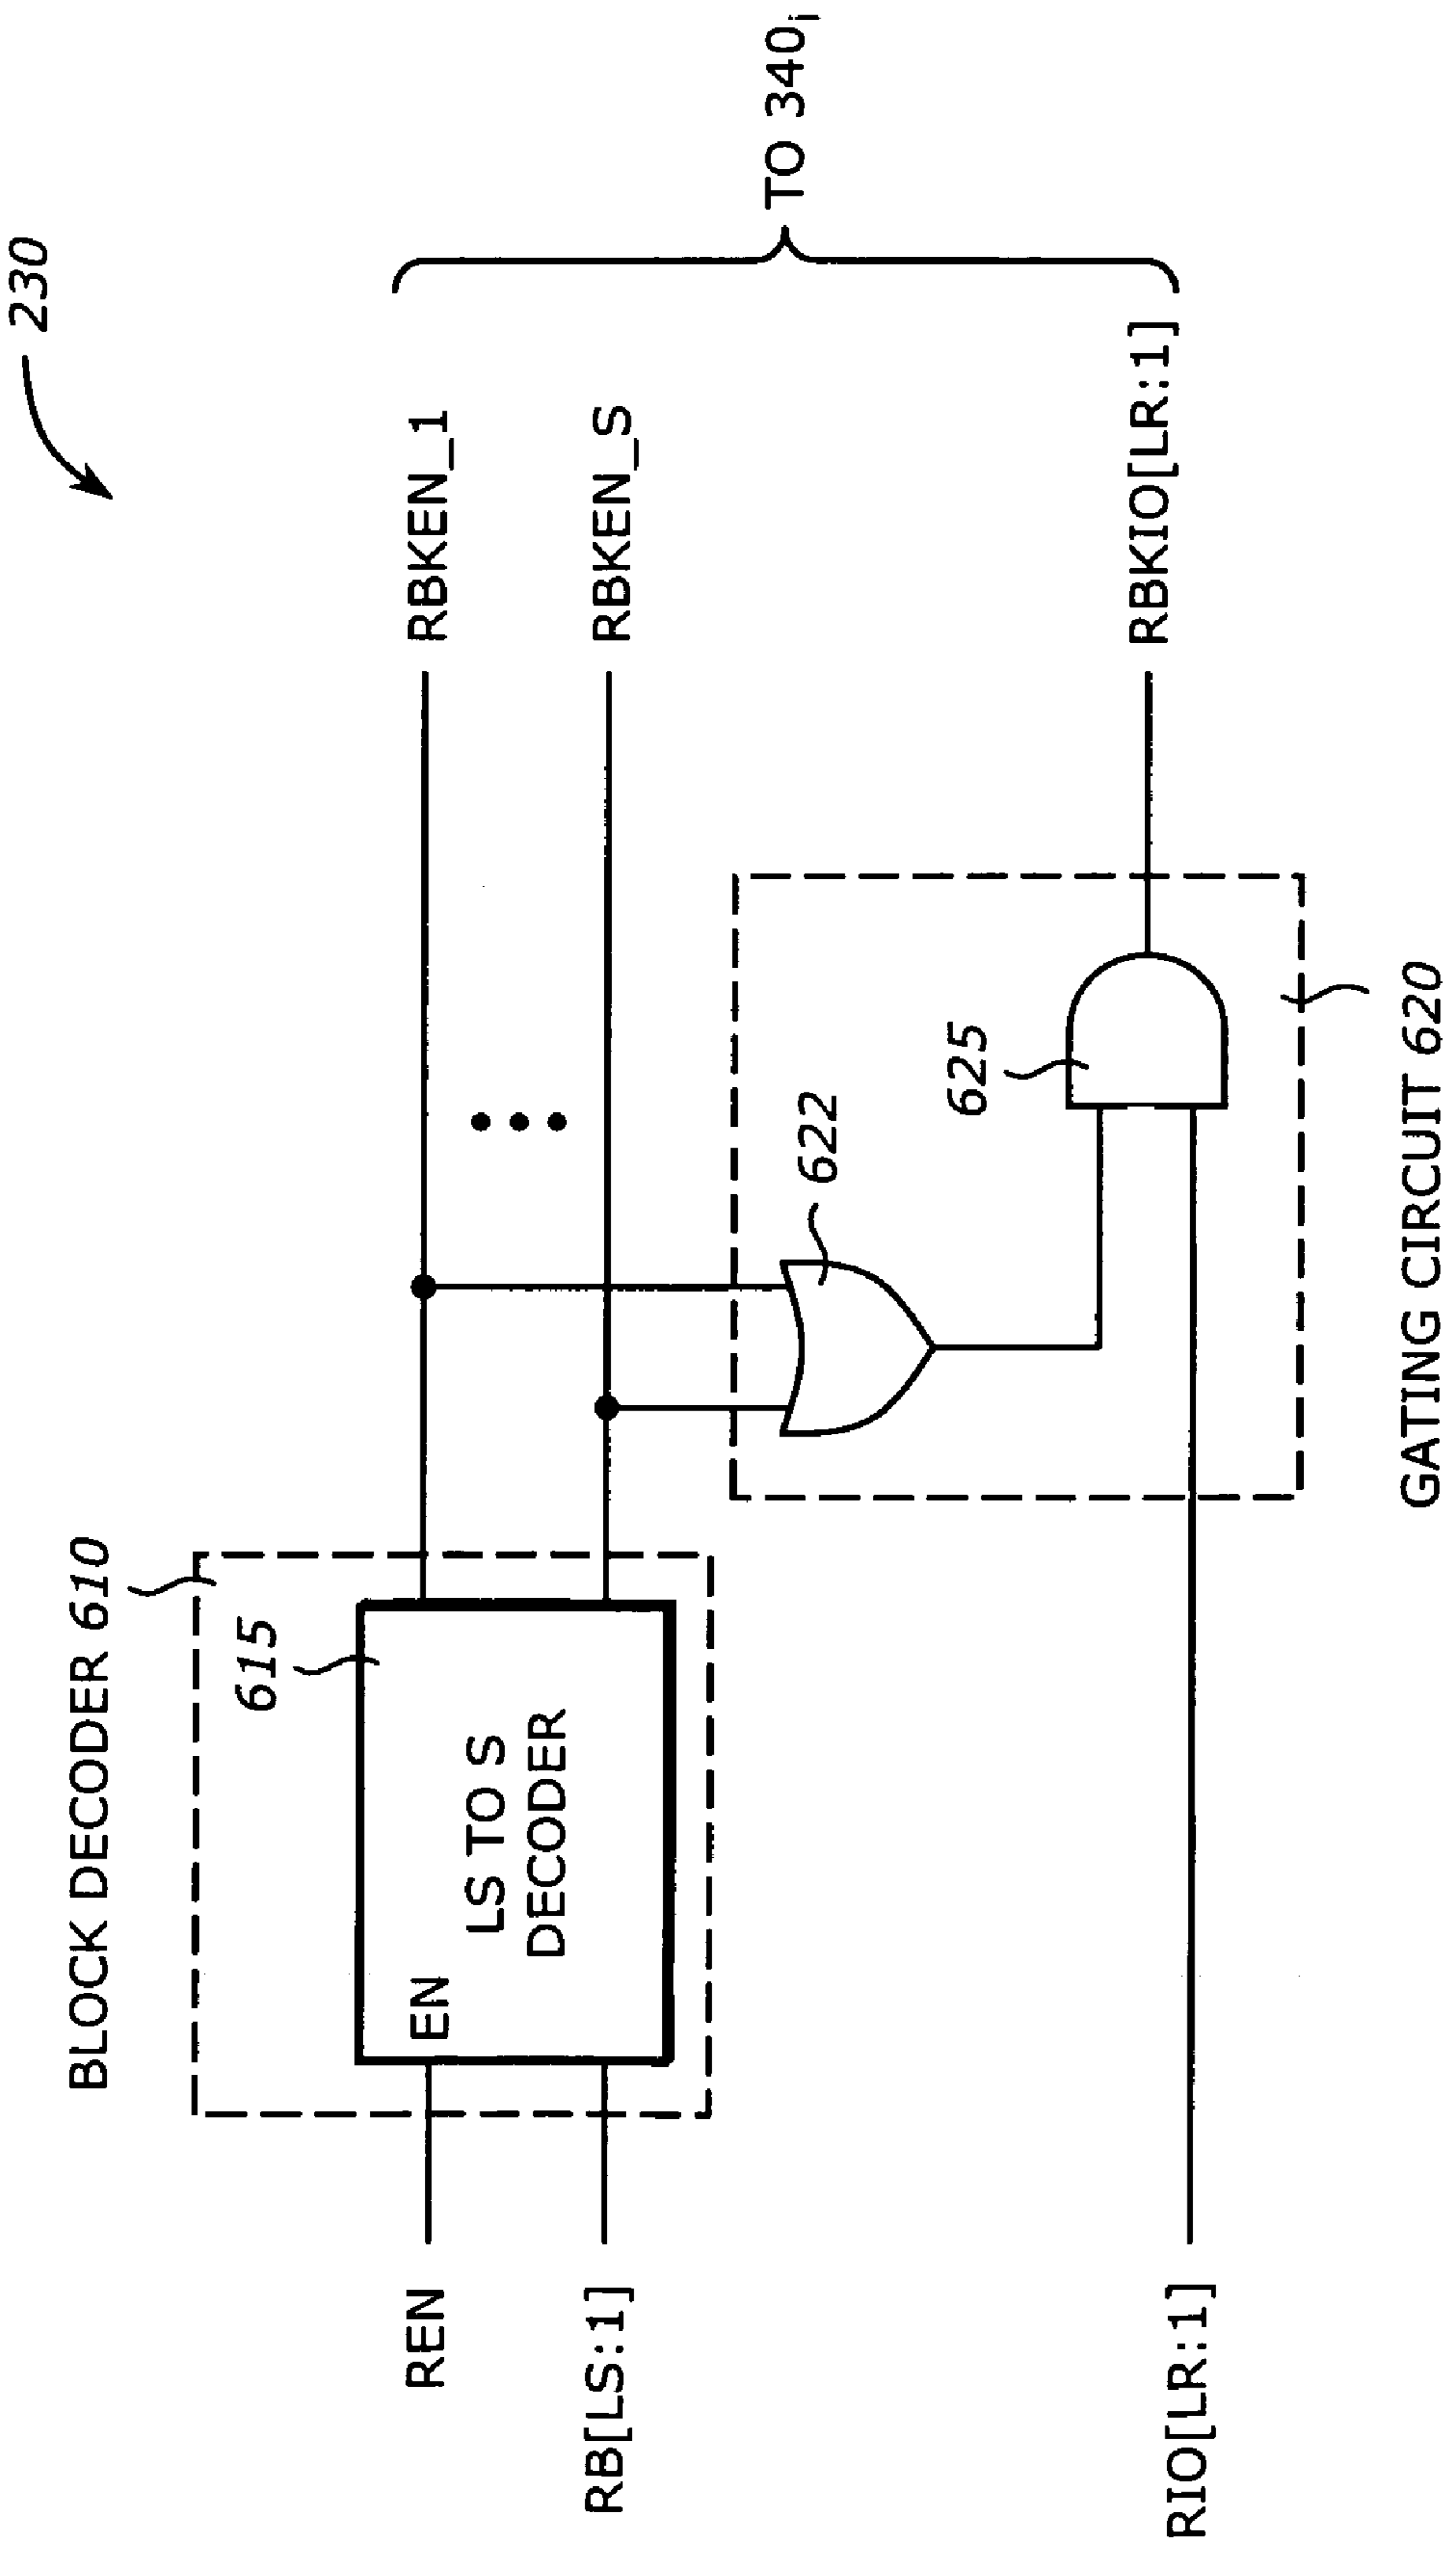 230
BLOCK DECODER 610
615
REN
EN
LS TO S
DECODER
RB[LS:1]
RBKEN_1
RBKEN_S
TO 340i
622
625
RIO[LR:1]
RBKIO[LR:1]
GATING CIRCUIT 620